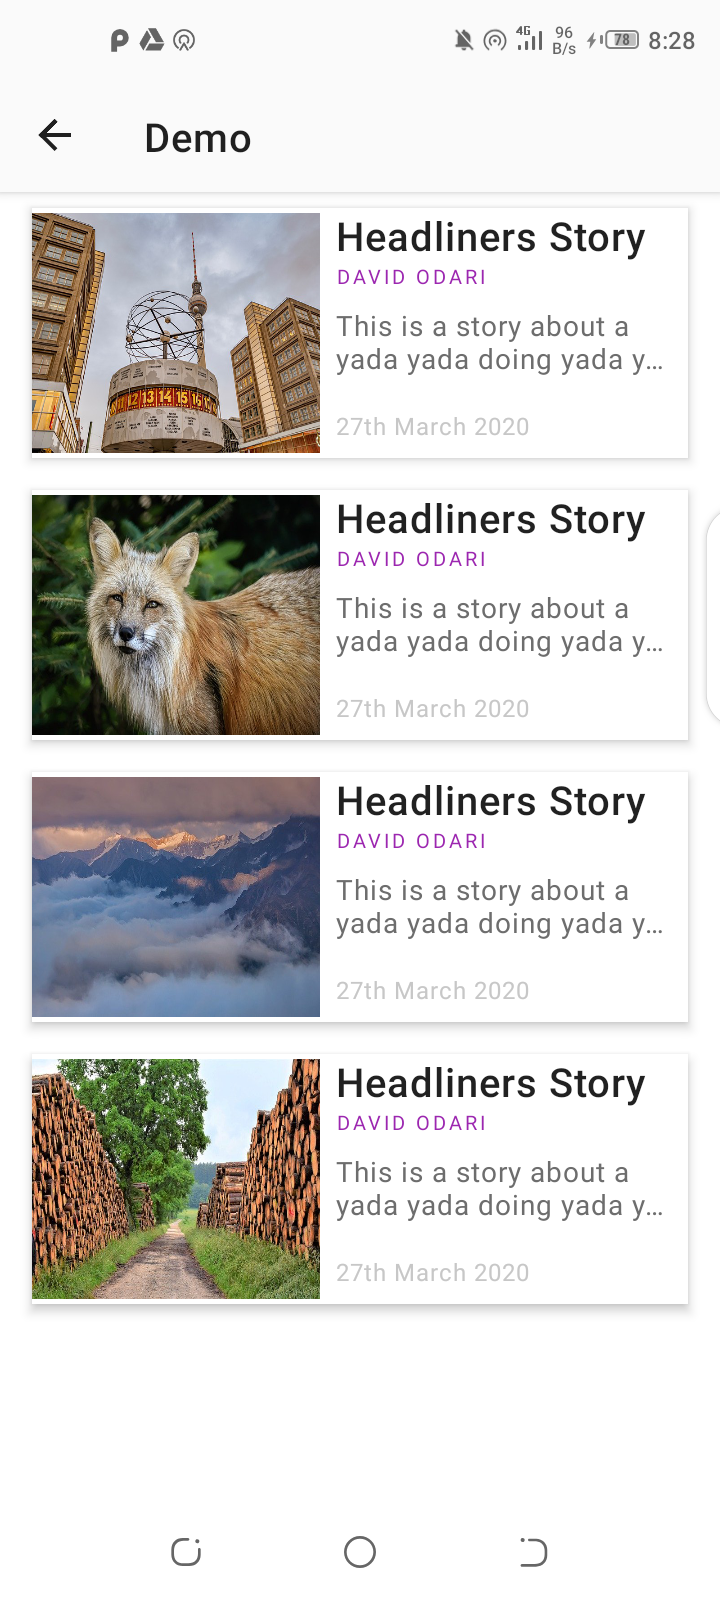 4G
96
B/s
78
8:28
Demo
Headliners Story
DAVID ODARI
This is a story about a
yada yada doing yada y...
27th March 2020
12 13 14 15 16
Headliners Story
DAVID ODARI
This is a story about a
yada yada doing yada y...
27th March 2020
Headliners Story
DAVID ODARI
This is a story about a
yada yada doing yada y...
27th March 2020
Headliners Story
DAVID ODARI
This is a story about a
yada yada doing yada y...
27th March 2020